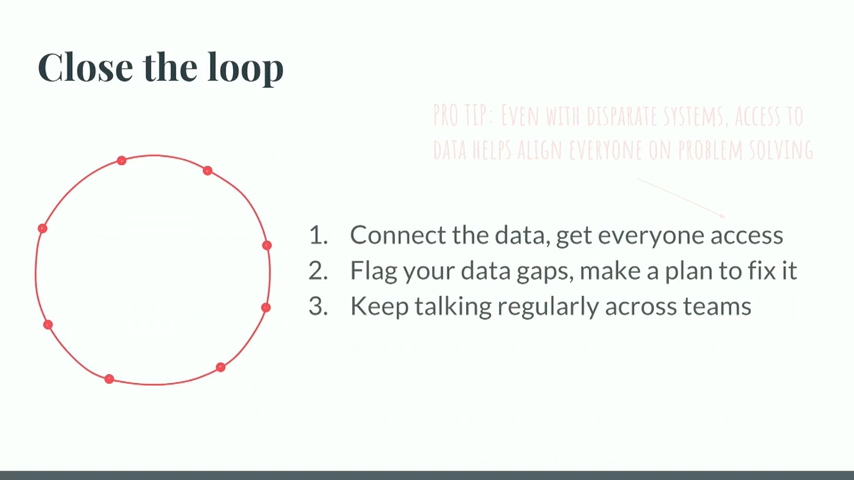 Close the loop
PRO TIP: Even with disparate systems, access to
data helps align everyone on problem solving
1. Connect the data, get everyone access
2. Flag your data gaps, make a plan to fix it
3. Keep talking regularly across teams